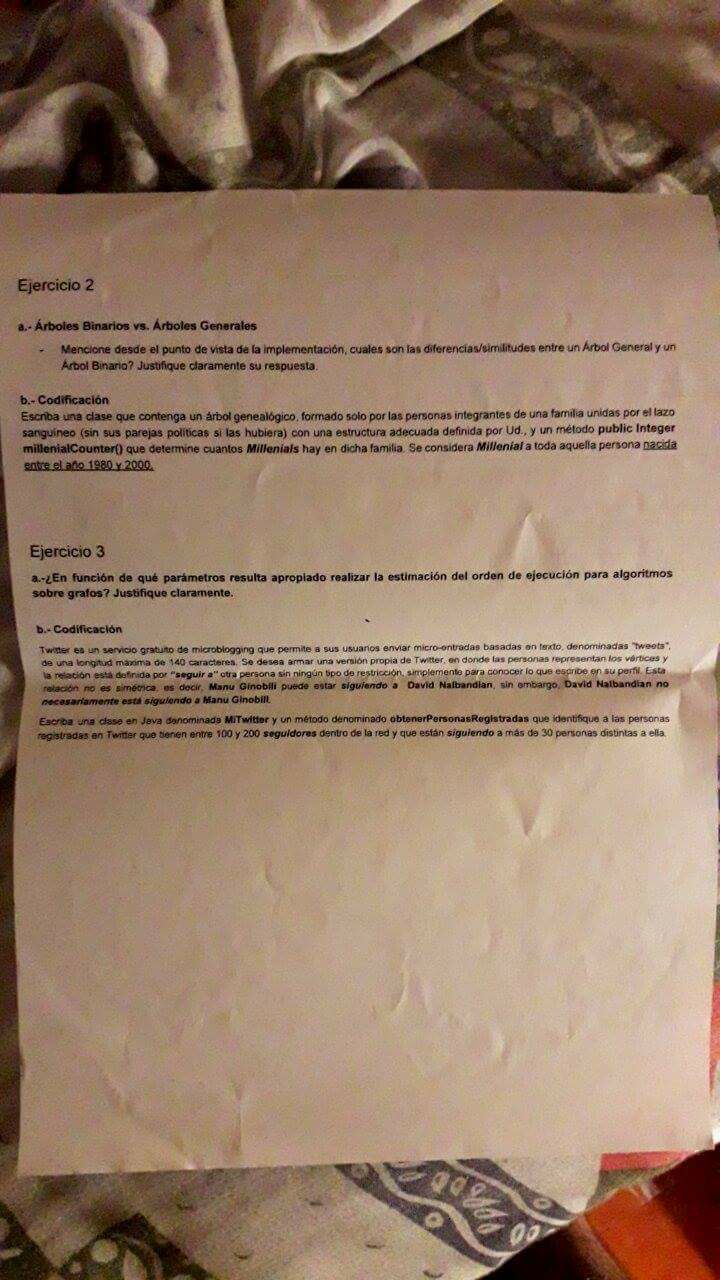 Ejercicio 2
a.- Árboles Binarios vs. Árboles Generales
- Mencione desde el punto de vista de la implementación, cuales son las diferencias/similitudes entre un Árbol General y un
Árbol Binario? Justifique claramente su respuesta.
b.- Codificación
Escriba una clase que contenga un árbol genealógico, formado solo por las personas integrantes de una familia unidas por el lazo
sanguíneo (sin sus parejas políticas si las hubiera) con una estructura adecuada definida por Ud., y un método public Integer
millenialCounter() que determine cuantos Millenials hay en dicha familia. Se considera Millenial a toda aquella persona nacida
entre el año 1980 y 2000.
Ejercicio 3
a.-¿En función de qué parámetros resulta apropiado realizar la estimación del orden de ejecución para algoritmos
sobre grafos? Justifique claramente.
b.- Codificación
Twitter es un servicio gratuito de microblogging que permite a sus usuarios enviar micro-entradas basadas en texto, denominadas "tweets",
de una longitud máxima de 140 caracteres. Se desea armar una versión propia de Twitter, en donde las personas representan los vértices y
la relación está definida por "seguir a" otra persona sin ningún tipo de restricción, simplemente para conocer lo que escribe en su perfil. Esta
relación no es simétrica, es decir, Manu Ginobili puede estar siguiendo a David Nalbandian, sin embargo, David Nalbandian no
necesariamente está siguiendo a Manu Ginobili.
Escriba una clase en Java denominada MiTwitter y un método denominado obtenerPersonasRegistradas que identifique a las personas
registradas en Twitter que tienen entre 100 y 200 seguidores dentro de la red y que están siguiendo a más de 30 personas distintas a ella.